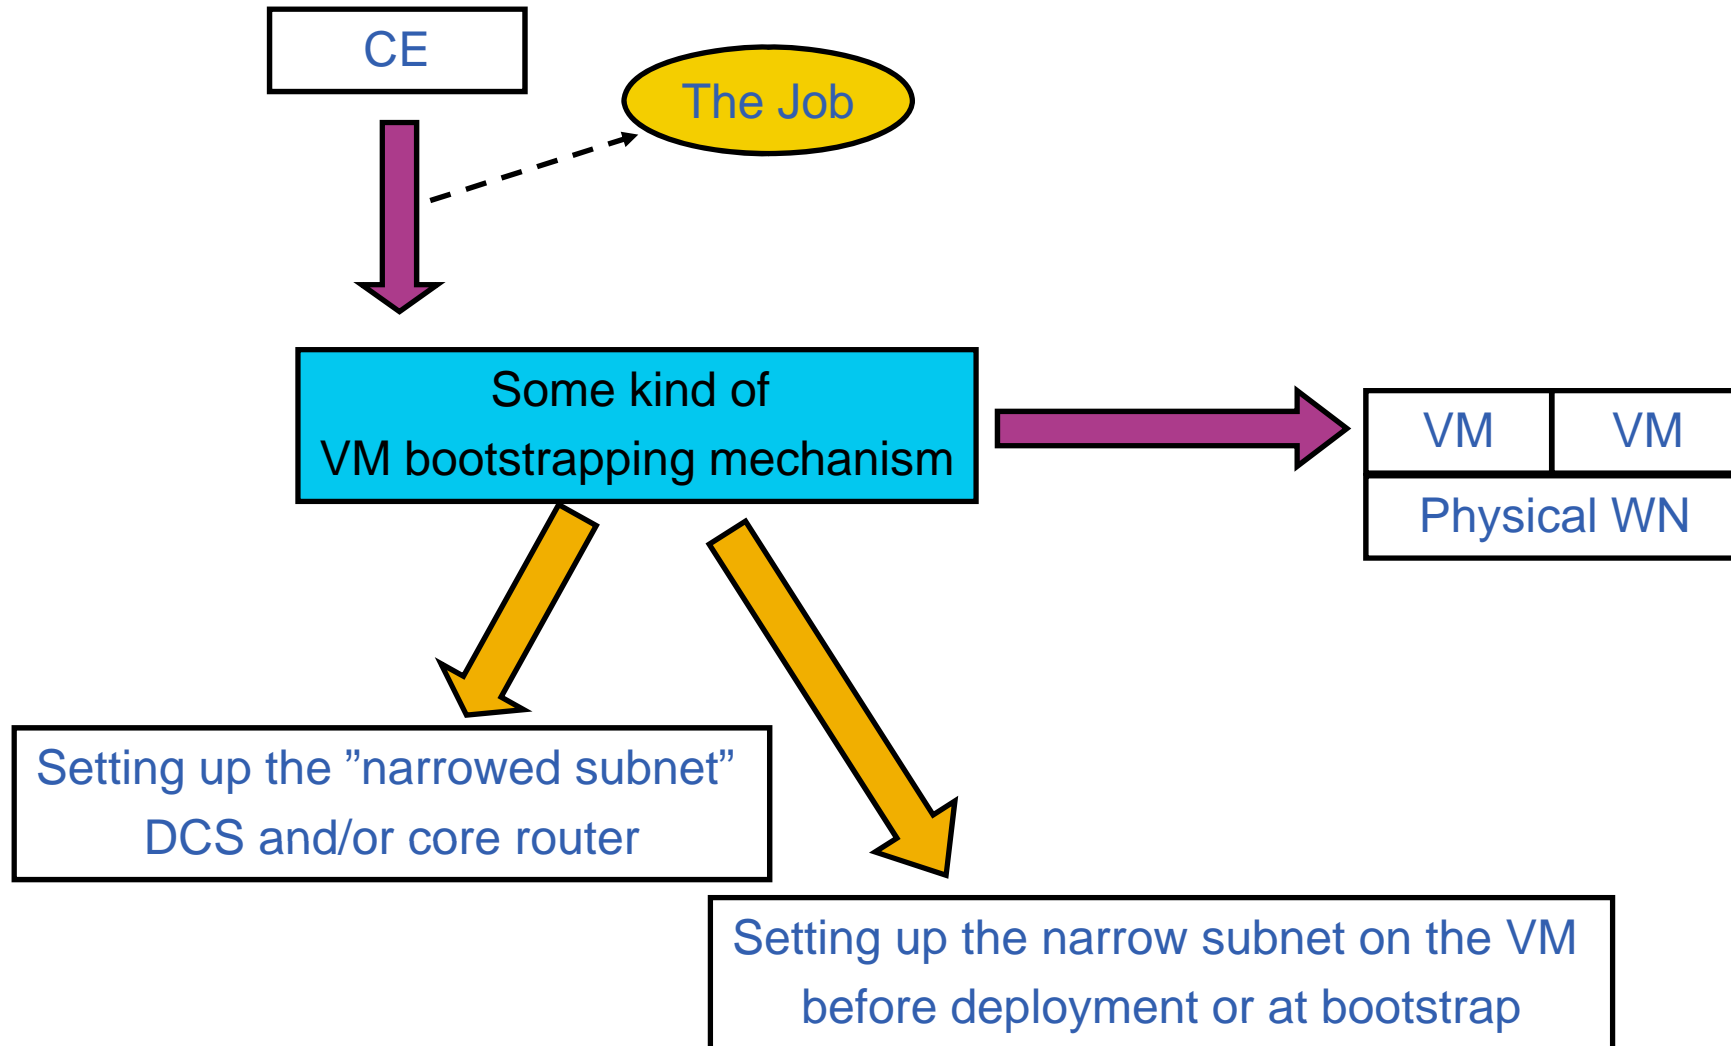 CE
The Job
Some kind of
VM bootstrapping mechanism
VM
VM
Physical WN
Setting up the ”narrowed subnet”
DCS and/or core router
Setting up the narrow subnet on the VM
before deployment or at bootstrap